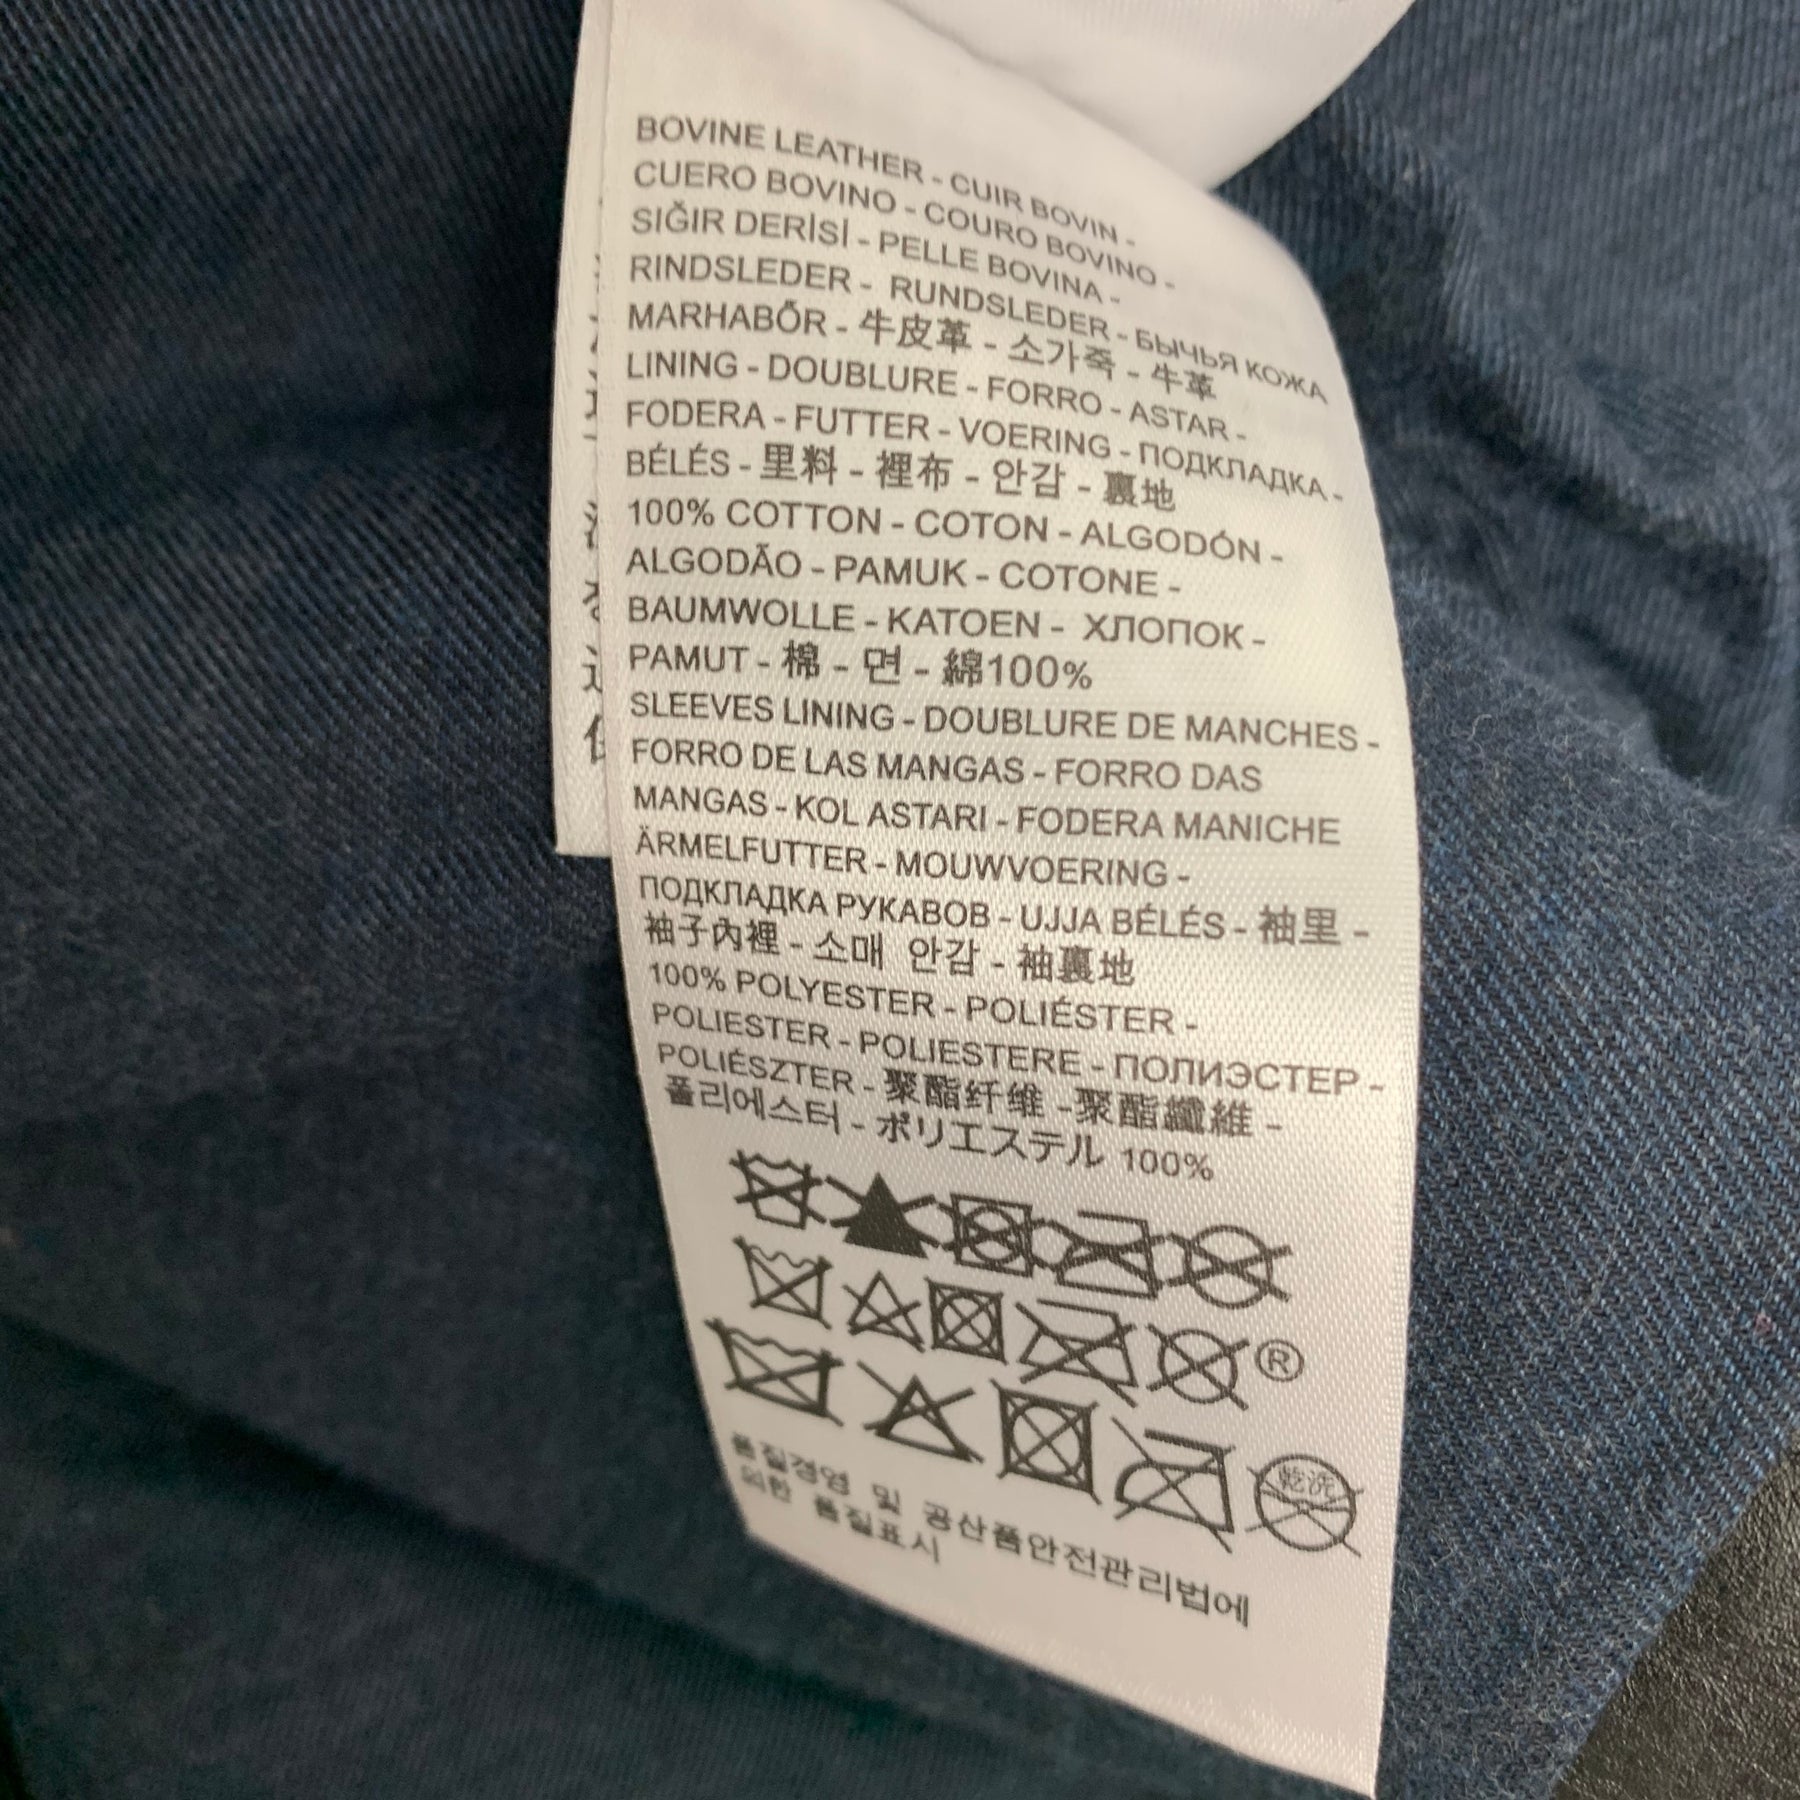 BOVINE LEATHER - CUIR BOVIN -
CUERO BOVINO - COURO BOVINO -
SIĞIR DERİSİ - PELLE BOVINA -
RINDSLEDER - RUNDSLEDER - БЫЧЬЯ КОЖА
MARHABŐR - 牛皮革 - 소가죽 - 牛革
LINING - DOUBLURE - FORRO - ASTAR -
FODERA - FUTTER - VOERING - ПОДКЛАДКА -
BÉLÉS - 里料 - 裡布 - 안감 - 裏地
100% COTTON - COTON - ALGODÓN -
ALGODÃO - PAMUK - COTONE -
BAUMWOLLE - KATOEN - ХЛОПОК -
PAMUT - 棉 - 면 - 綿100%
SLEEVES LINING - DOUBLURE DE MANCHES -
FORRO DE LAS MANGAS - FORRO DAS
MANGAS - KOL ASTARI - FODERA MANICHE
ÄRMELFUTTER - MOUWVOERING -
ПОДКЛАДКА РУКАВОВ - UJJA BÉLÉS - 袖里 -
袖子內裡 - 소매 안감 - 袖裏地
100% POLYESTER - POLIÉSTER -
POLIESTER - POLIESTERE - ПОЛИЭСТЕР -
POLIÉSZTER - 聚酯纤维 -聚酯纖維 -
폴리에스터 - ポリエステル 100%
®
乾洗
품질경영 및 공산품안전관리법에
의한 품질표시